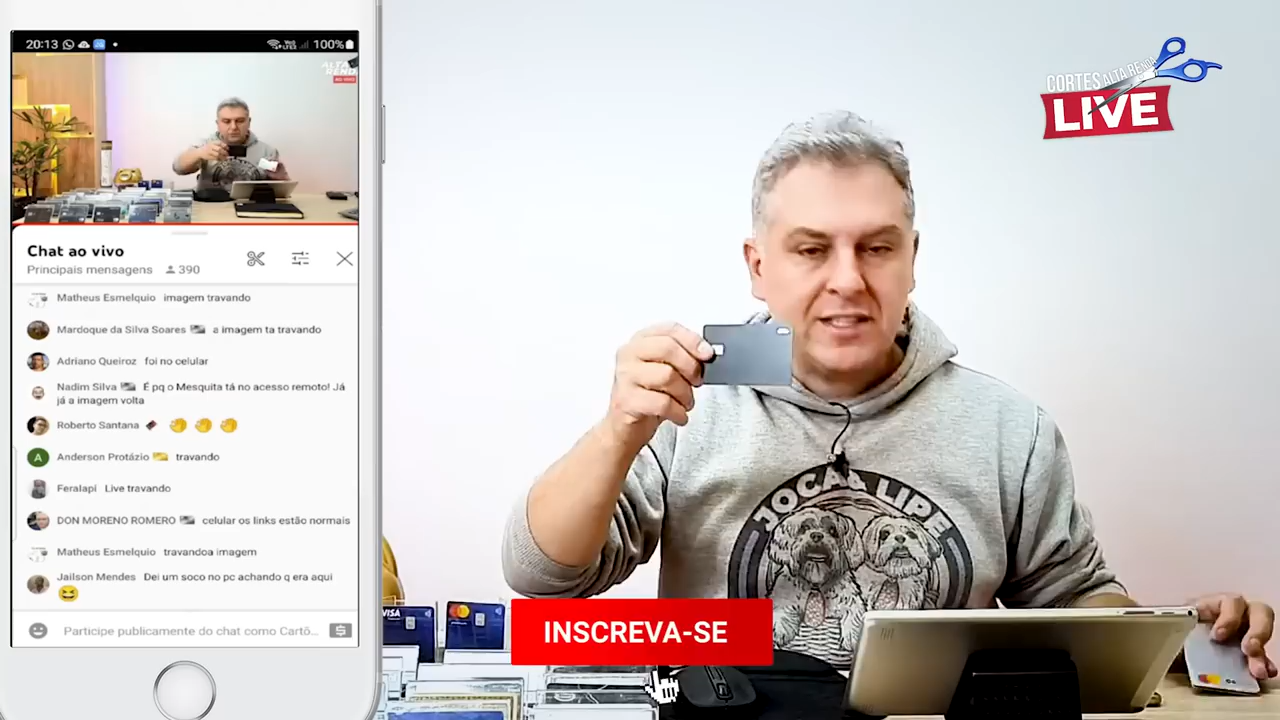 20:13
100%
ALTA
REND
Chat ao vivo
Principais mensagens 390
Matheus Esmelquio imagem travando
Mardoque da Silva Soares a imagem ta travando
Adriano Queiroz foi no celular
Nadim Silva É pq o Mesquita tá no acesso remoto! Já
já a imagem volta
Roberto Santana
A
Anderson Protázio travando
Feralapi Live travando
DON MORENO ROMERO celular os links estão normais
Matheus Esmelquio travandoa imagem
Jailson Mendes Dei um soco no pc achando q era aqui
Participe publicamente do chat como Cartô...
CORTES ALTA RENDA
LIVE
JOCA & LIPE
VISA
INSCREVA-SE